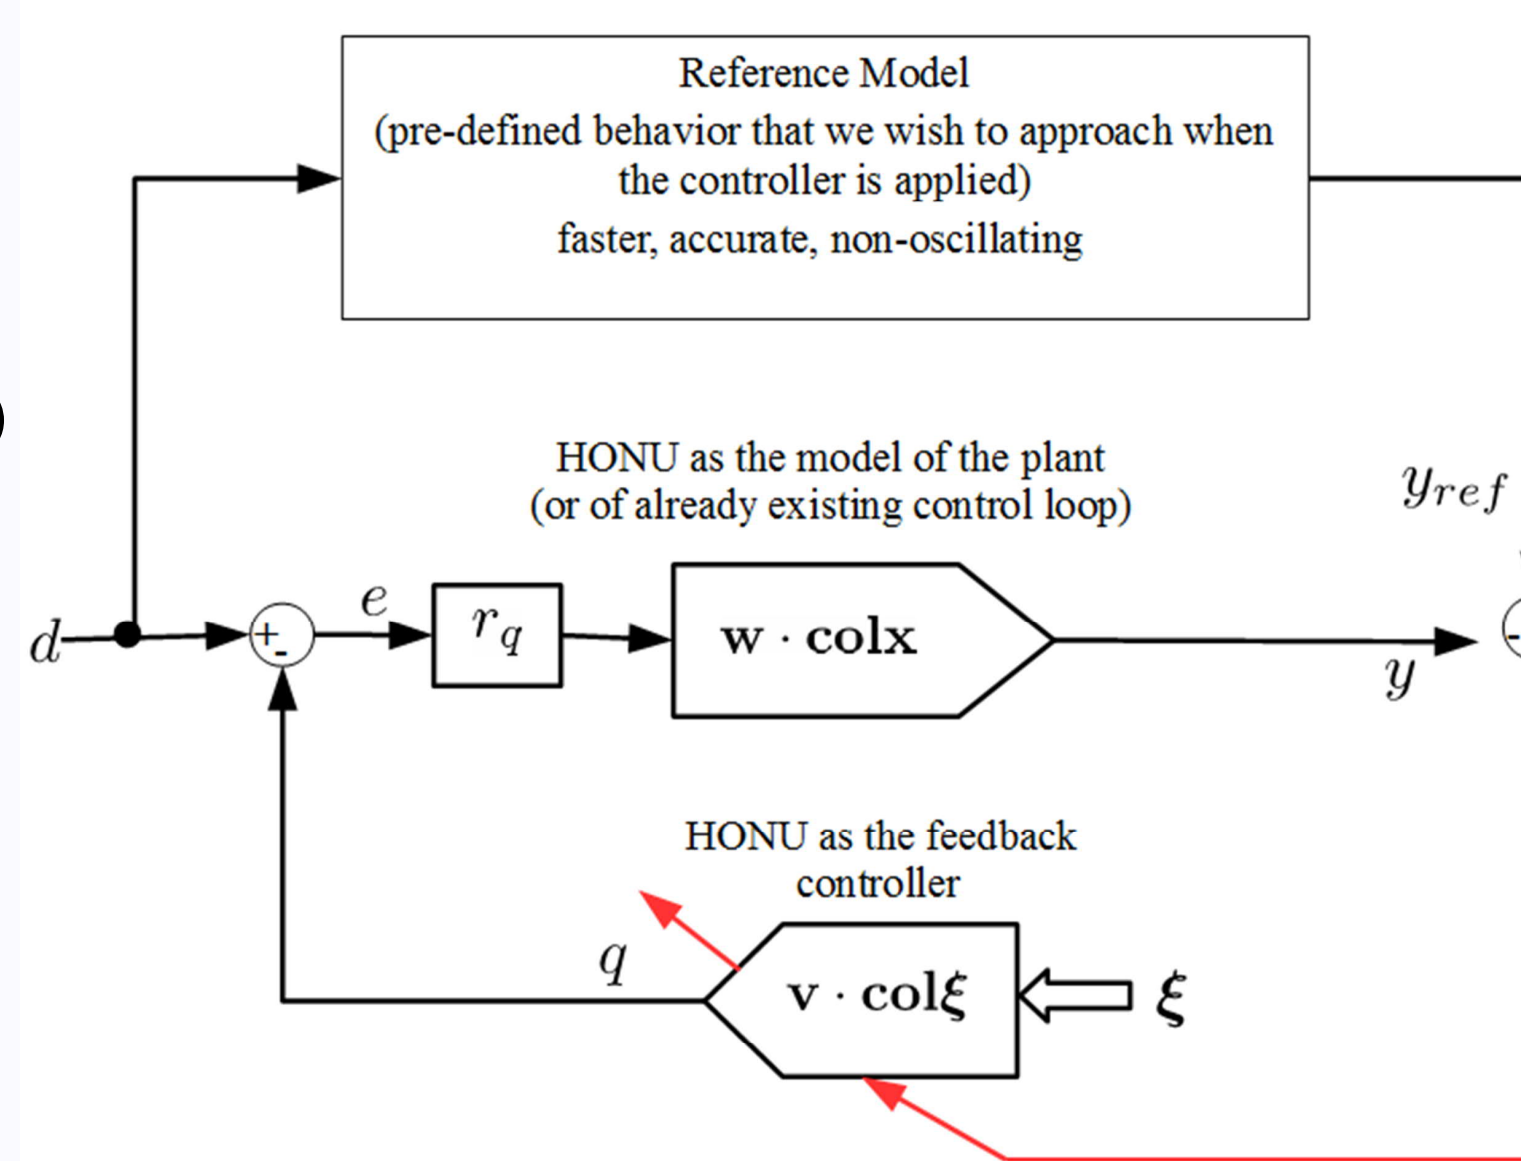 Reference Model
(pre-defined behavior that we wish to approach when
the controller is applied)
faster, accurate, non-oscillating
)
HONU as the model of the plant
(or of already existing control loop)
y_{ref}
d
+
-
e
r_q
w · colx
-
y
HONU as the feedback
controller
q
v · colξ
ξ